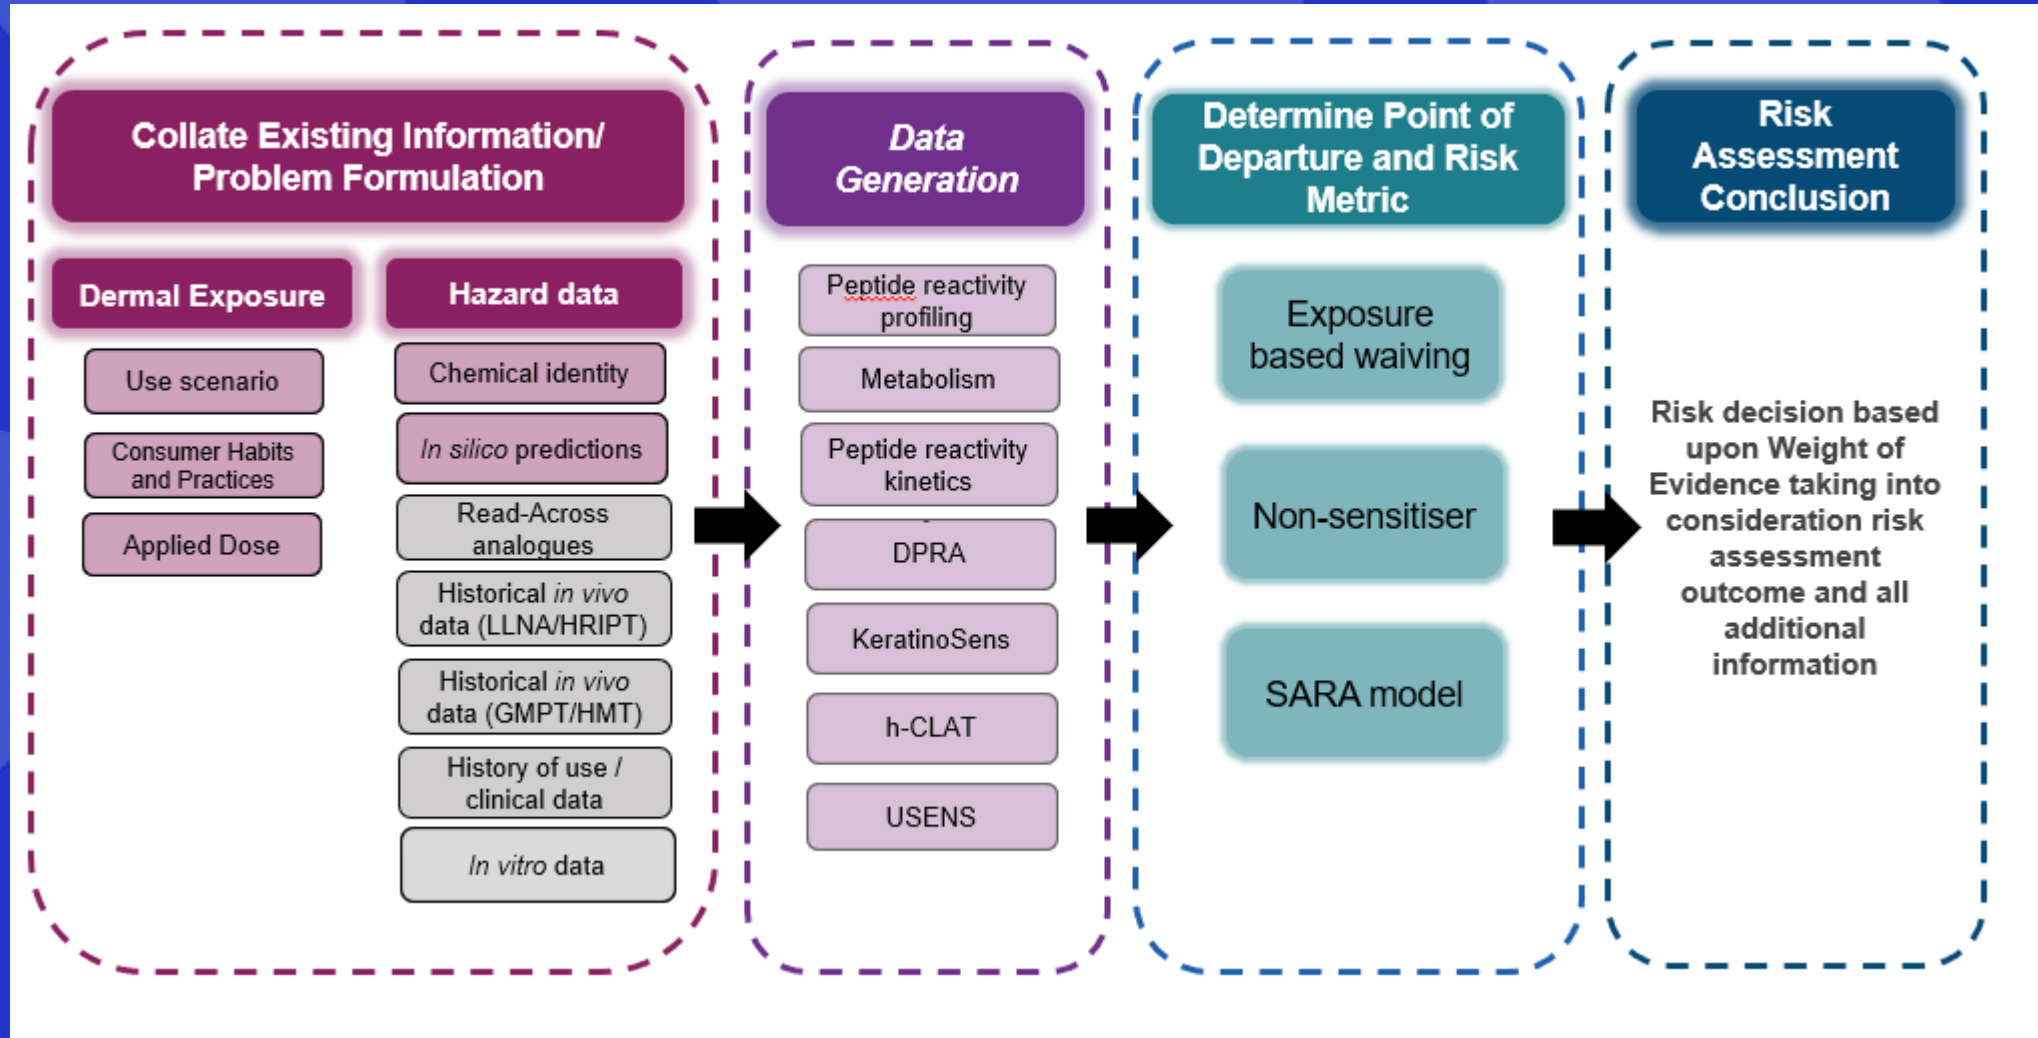 Collate Existing Information/
Problem Formulation
Dermal Exposure
Use scenario
Consumer Habits
and Practices
Applied Dose
Hazard data
Chemical identity
In silico predictions
Read-Across
analogues
Historical in vivo
data (LLNA/HRIPT)
Historical in vivo
data (GMPT/HMT)
History of use /
clinical data
In vitro data
Data
Generation
Peptide reactivity
profiling
Metabolism
Peptide reactivity
kinetics
DPRA
KeratinoSens
h-CLAT
USENS
Determine Point of
Departure and Risk
Metric
Exposure
based waiving
Non-sensitiser
SARA model
Risk
Assessment
Conclusion
Risk decision based
upon Weight of
Evidence taking into
consideration risk
assessment
outcome and all
additional
information